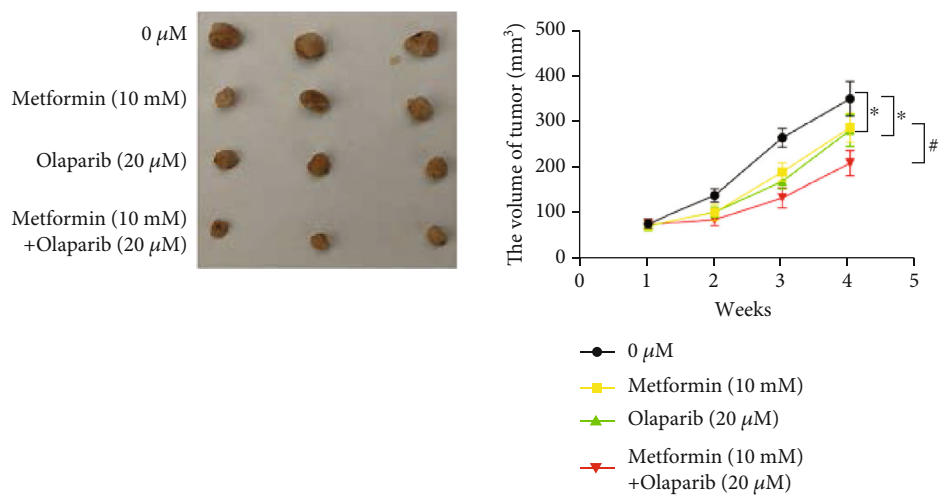 0 μM
Metformin (10 mM)
Olaparib (20 μM)
Metformin (10 mM)
+Olaparib (20 μM)
The volume of tumor (mm³)
500
400
300
200
100
0
0
1
2
3
4
5
Weeks
*
*
#
0 μM
Metformin (10 mM)
Olaparib (20 μM)
Metformin (10 mM)
+Olaparib (20 μM)